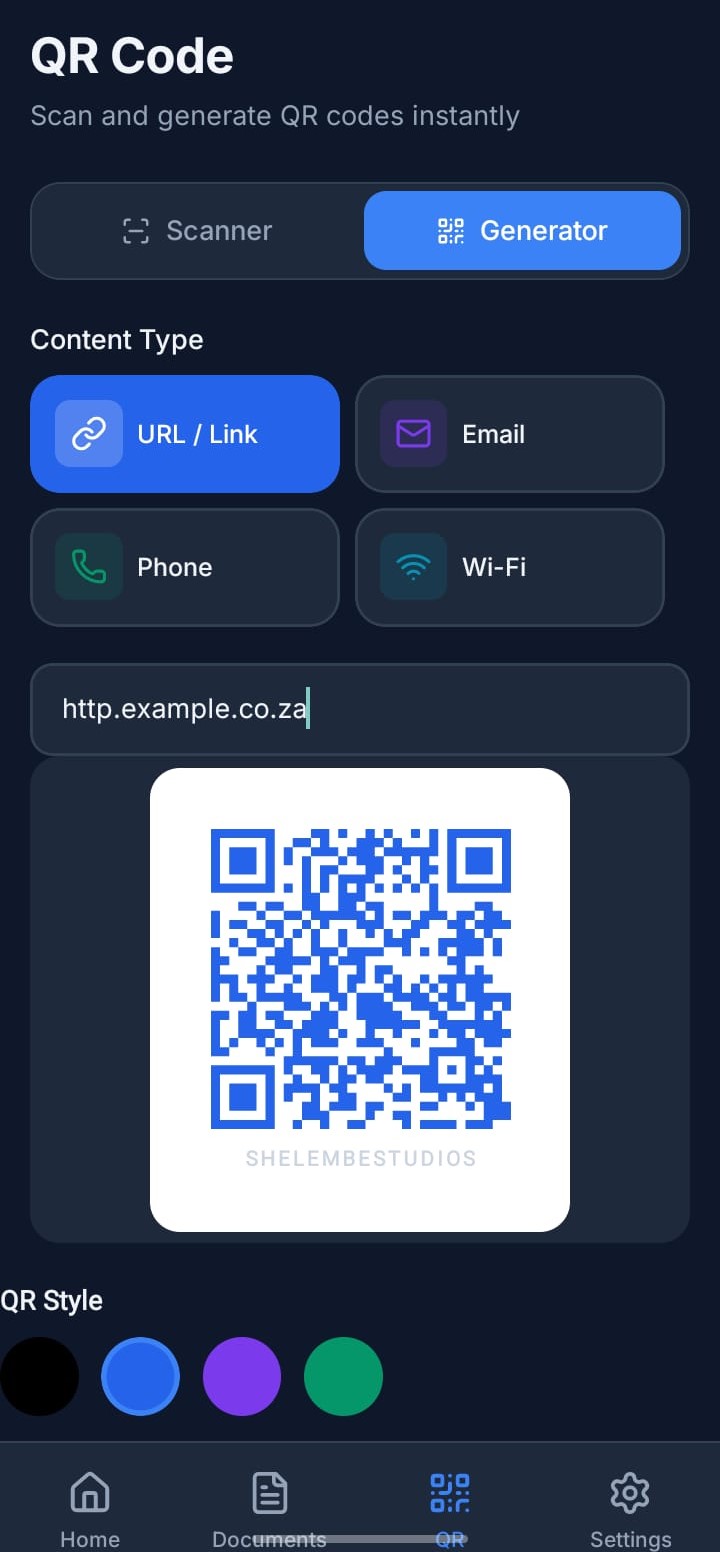 QR Code
Scan and generate QR codes instantly
Scanner
Generator
Content Type
URL / Link
Email
Phone
Wi-Fi
http.example.co.za
SHELEMBESTUDIOS
QR Style
Home
Documents
QR
Settings